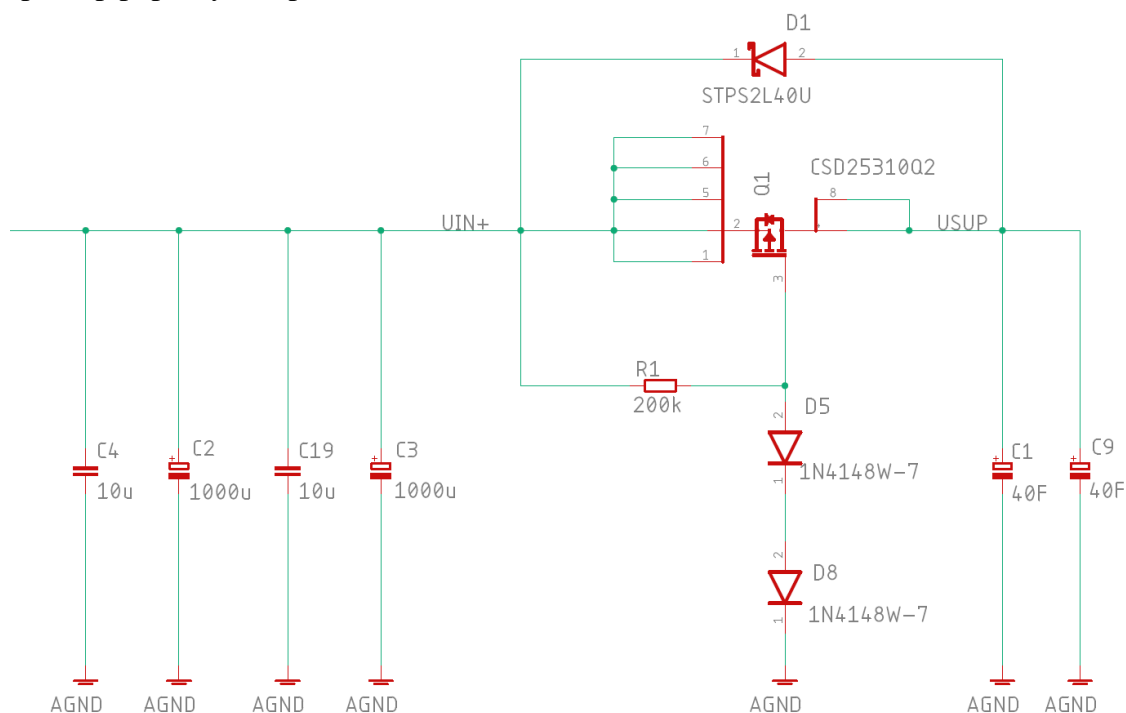 D1
1
2
STPS2L40U
7
6
5
2
1
Q1
3
CSD25310Q2
8
UIN+
USUP
R1
200k
2
D5
1N4148W-7
1
C4
10u
+
C2
1000u
C19
10u
+
C3
1000u
+
C1
40F
+
C9
40F
2
D8
1N4148W-7
1
AGND
AGND
AGND
AGND
AGND
AGND
AGND